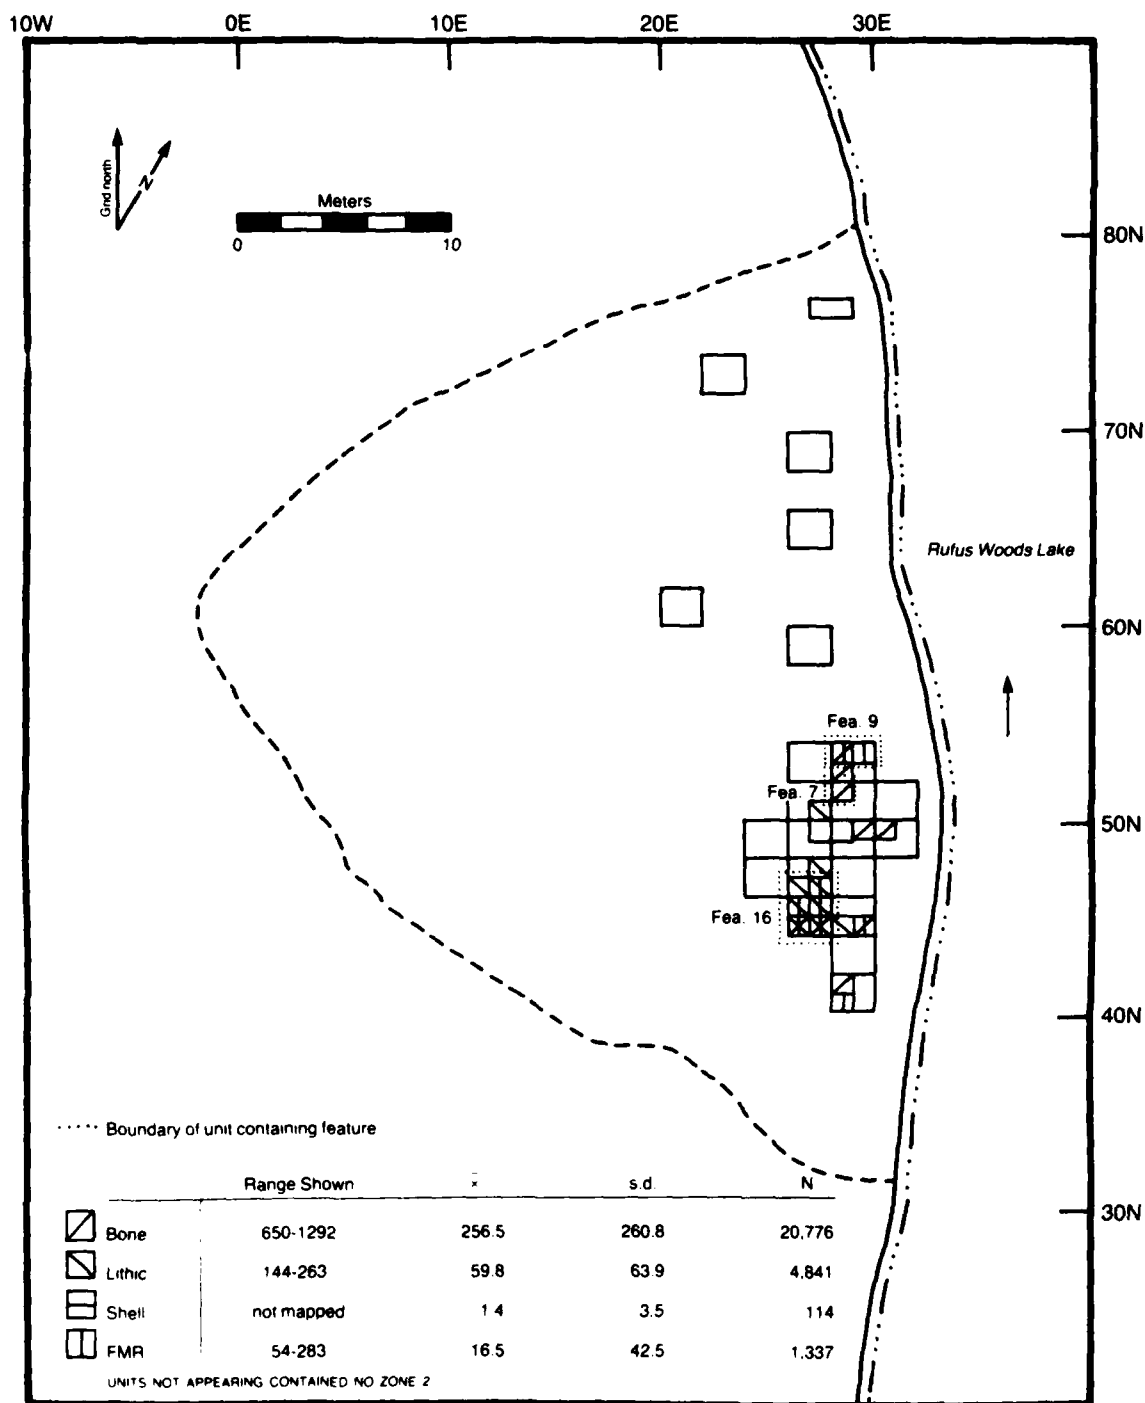 10W 0E 10E 20E 30E
Grid north
N
Meters
0 10
80N
70N
Rufus Woods Lake
60N
Fea. 9
Fea. 7
50N
Fea. 16
40N
Boundary of unit containing feature
Range Shown x̄ s.d. N
Bone 650-1292 256.5 260.8 20,776
30N
Lithic 144-263 59.8 63.9 4,841
Shell not mapped 1.4 3.5 114
FMR 54-283 16.5 42.5 1,337
UNITS NOT APPEARING CONTAINED NO ZONE 2